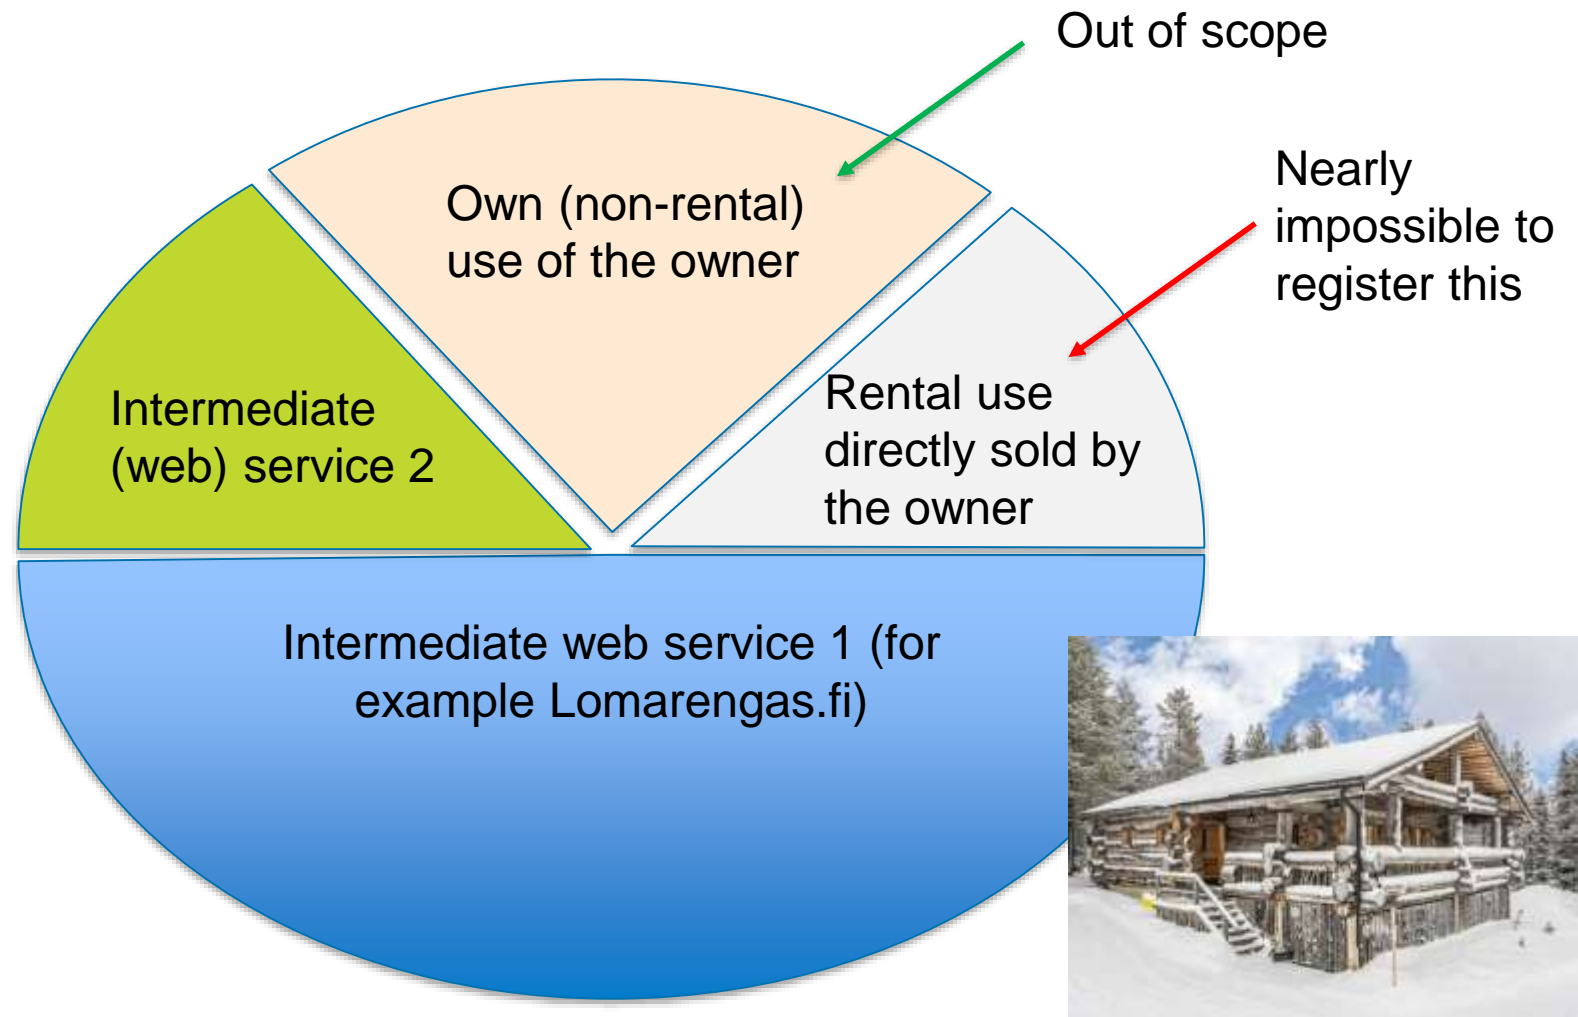 Out of scope
Nearly
impossible to
register this
Own (non-rental)
use of the owner
Rental use
directly sold by
the owner
Intermediate
(web) service 2
Intermediate web service 1 (for
example Lomarengas.fi)